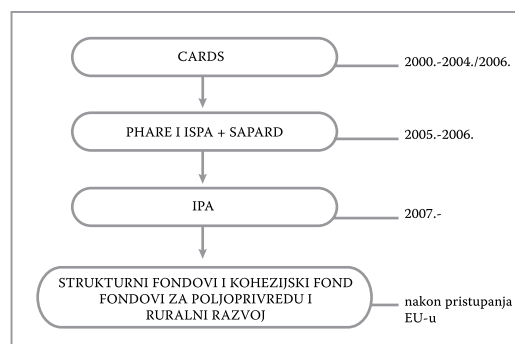 CARDS
2000.-2004./2006.
PHARE I ISPA + SAPARD
2005.-2006.
IPA
2007.-
STRUKTURNI FONDOVI I KOHEZIJSKI FOND
FONDOVI ZA POLJOPRIVREDU I
RURALNI RAZVOJ
nakon pristupanja
EU-u